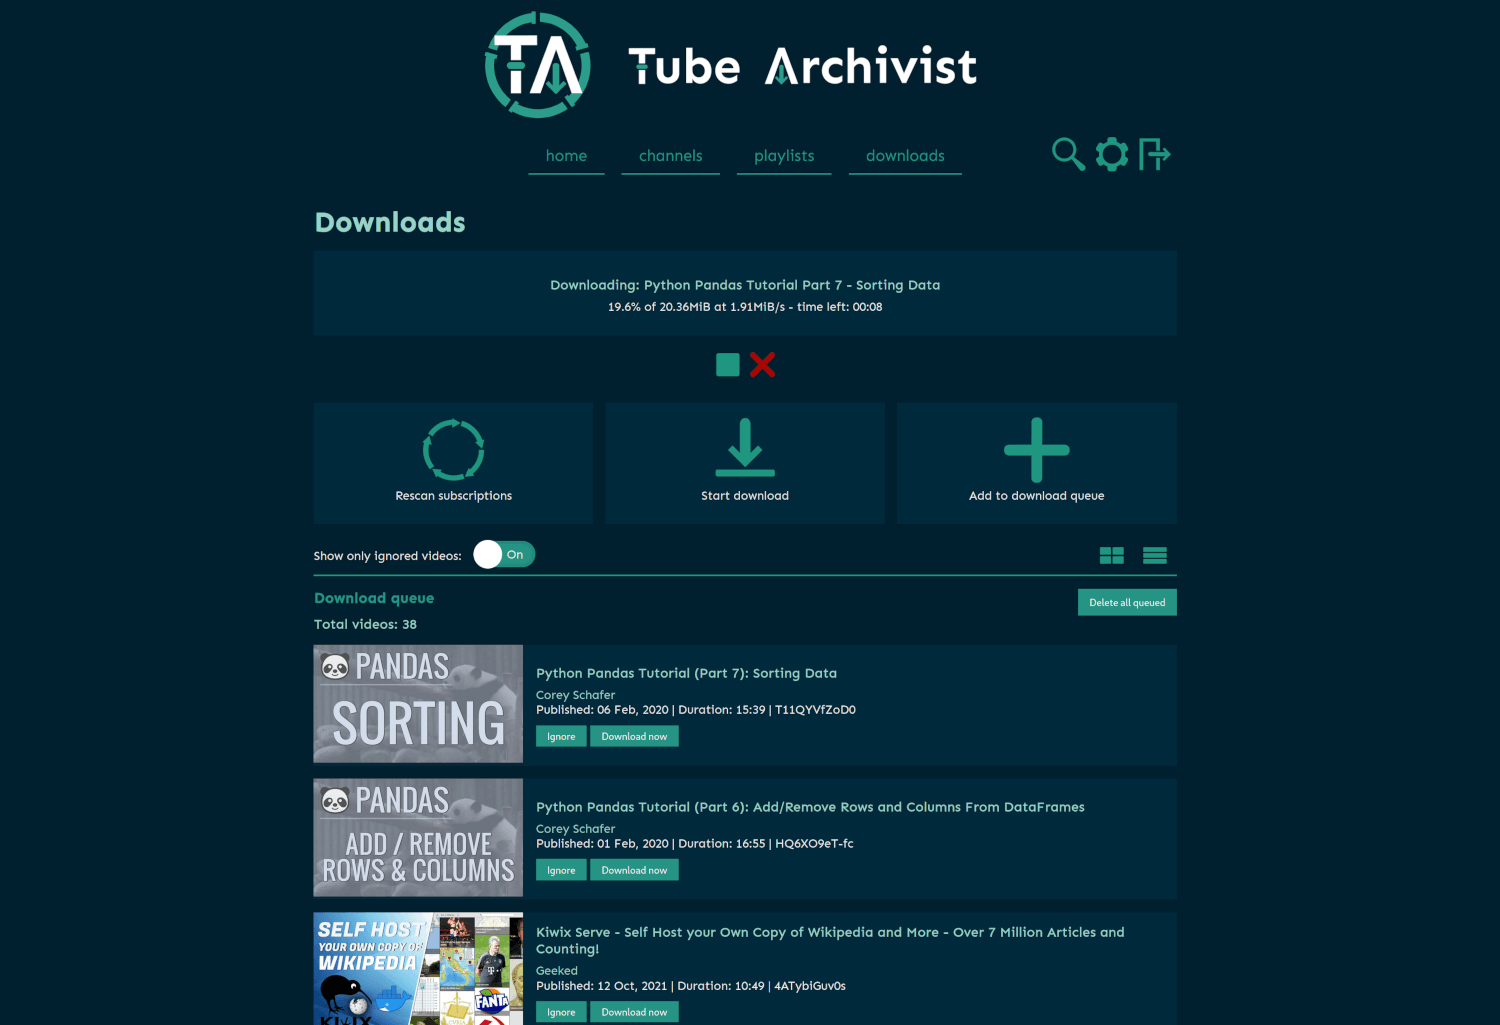 TA Tube Archivist
home channels playlists downloads
Downloads
Downloading: Python Pandas Tutorial Part 7 - Sorting Data
19.6% of 20.36MiB at 1.91MiB/s - time left: 00:08
Rescan subscriptions
Start download
Add to download queue
Show only ignored videos: On
Download queue
Delete all queued
Total videos: 38
PANDAS
SORTING
Python Pandas Tutorial (Part 7): Sorting Data
Corey Schafer
Published: 06 Feb, 2020 | Duration: 15:39 | T11QYVfZoD0
Ignore Download now
PANDAS
ADD / REMOVE
ROWS & COLUMNS
Python Pandas Tutorial (Part 6): Add/Remove Rows and Columns From DataFrames
Corey Schafer
Published: 01 Feb, 2020 | Duration: 16:55 | HQ6XO9eT-fc
Ignore Download now
SELF HOST
YOUR OWN COPY OF
WIKIPEDIA
KIWIX
FANTA
Kiwix Serve - Self Host your Own Copy of Wikipedia and More - Over 7 Million Articles and
Counting!
Geeked
Published: 12 Oct, 2021 | Duration: 10:49 | 4ATybiGuv0s
Ignore Download now